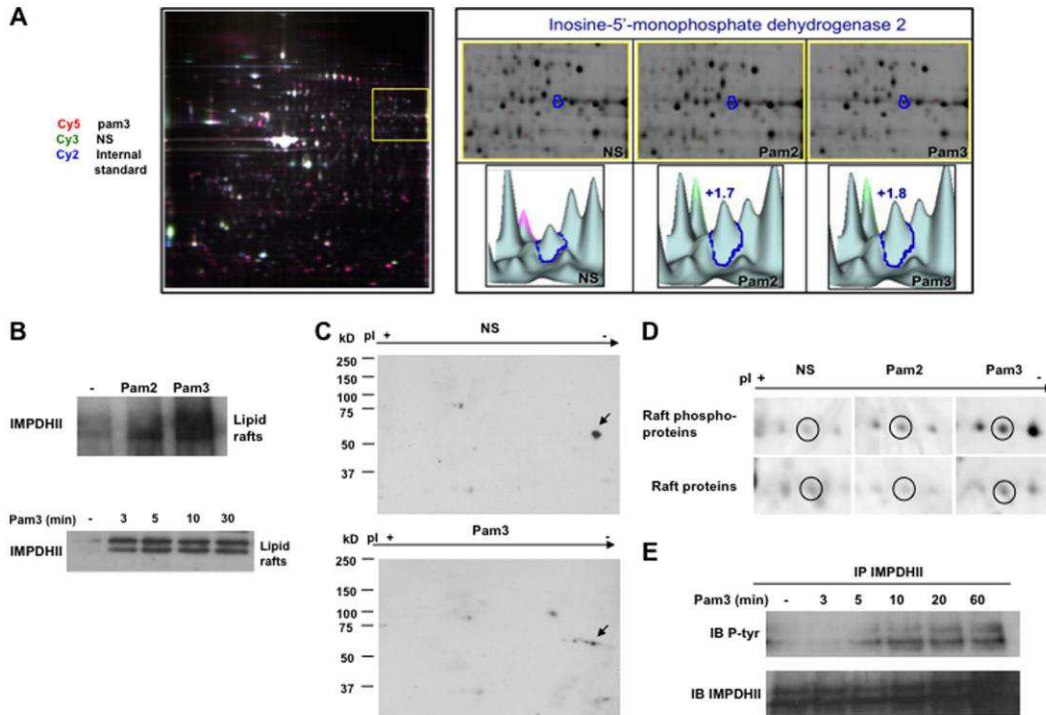 A
Cy5 pam3
Cy3 NS
Cy2 Internal
standard
Inosine-5'-monophosphate dehydrogenase 2
NS
Pam2
Pam3
+1.7
+1.8
NS
Pam2
Pam3
B
- Pam2 Pam3
IMPDHII
Lipid
rafts
Pam3 (min) - 3 5 10 30
IMPDHII
Lipid
rafts
C
NS
kD pI + -
250
150
100
75
50
37
Pam3
kD pI + -
250
150
100
75
50
37
D
NS Pam2 Pam3
pI + -
Raft phospho-
proteins
Raft proteins
E
IP IMPDHII
Pam3 (min) - 3 5 10 20 60
IB P-tyr
IB IMPDHII